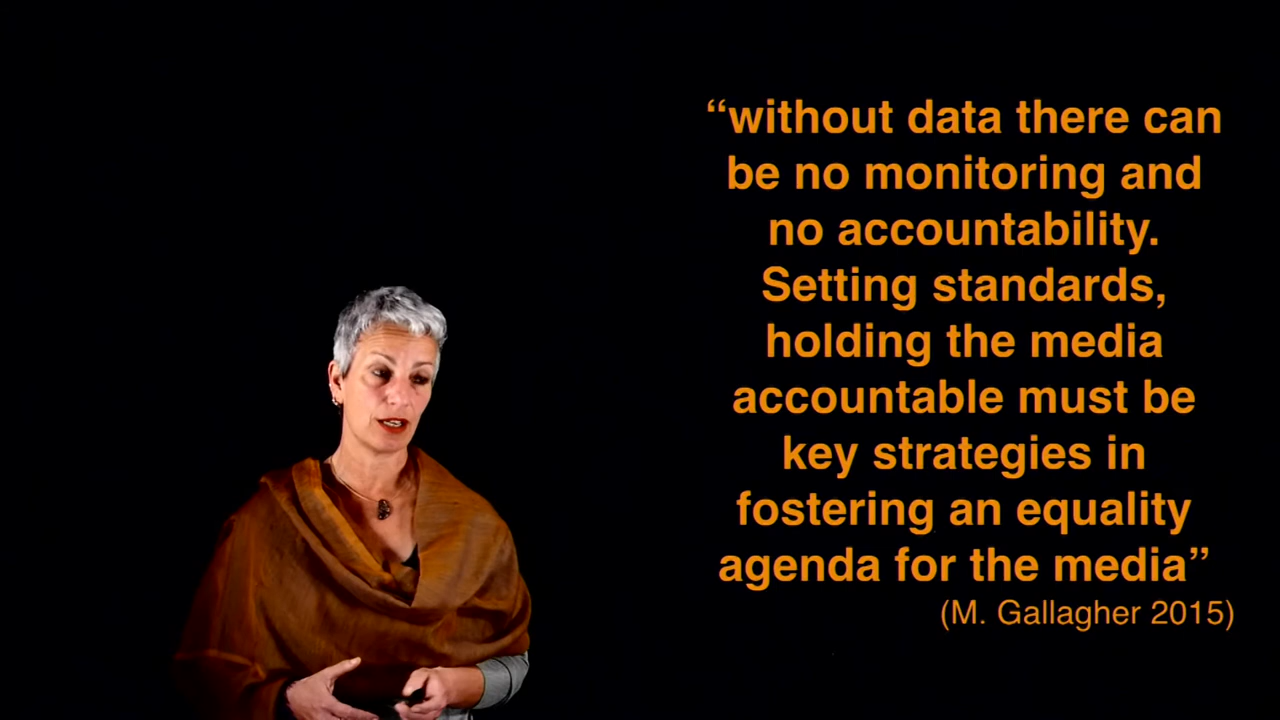 “without data there can
be no monitoring and
no accountability.
Setting standards,
holding the media
accountable must be
key strategies in
fostering an equality
agenda for the media”
(M. Gallagher 2015)